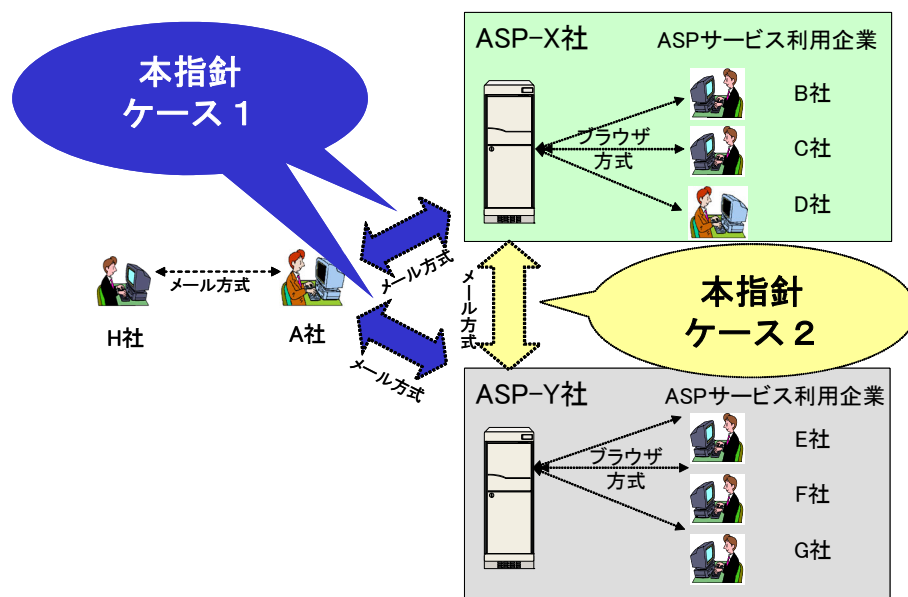 本指針
ケース１
ASP-X社
ASPサービス利用企業
B社
ブラウザ
方式
C社
D社
メール方式
メール方式
H社
A社
メール方式
メール方式
本指針
ケース２
ASP-Y社
ASPサービス利用企業
E社
ブラウザ
方式
F社
G社